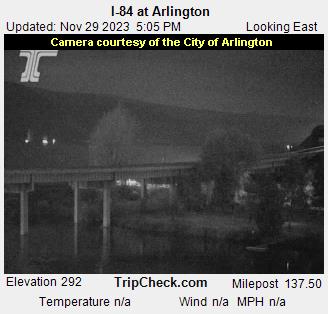 I-84 at Arlington
Updated: Nov 29 2023 5:05 PM Looking East
Camera courtesy of the City of Arlington
Elevation 292 TripCheck.com Milepost 137.50
Temperature n/a Wind n/a MPH n/a